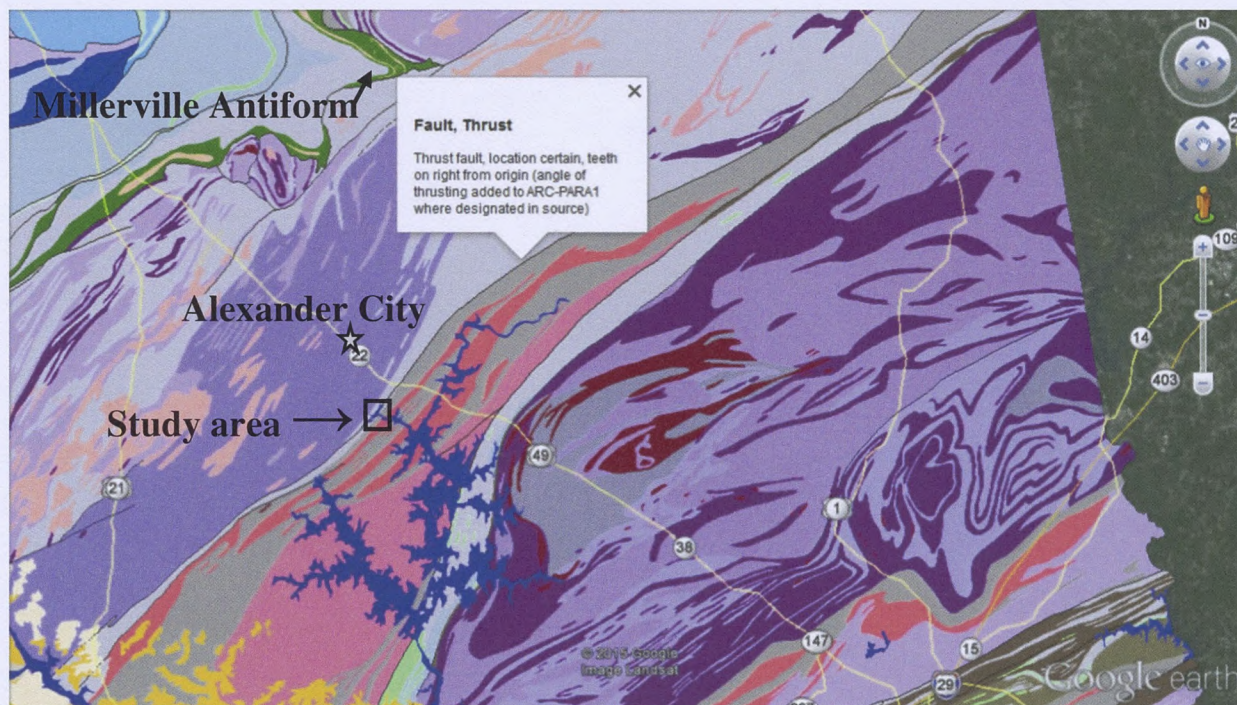 N
Millerville Antiform
Fault, Thrust
Thrust fault, location certain, teeth
on right from origin (angle of
thrusting added to ARC-PARA1
where designated in source)
109
Alexander City
22
14
403
Study area
49
21
1
38
147
15
© 2015 Google
Image Landsat
29
Google earth